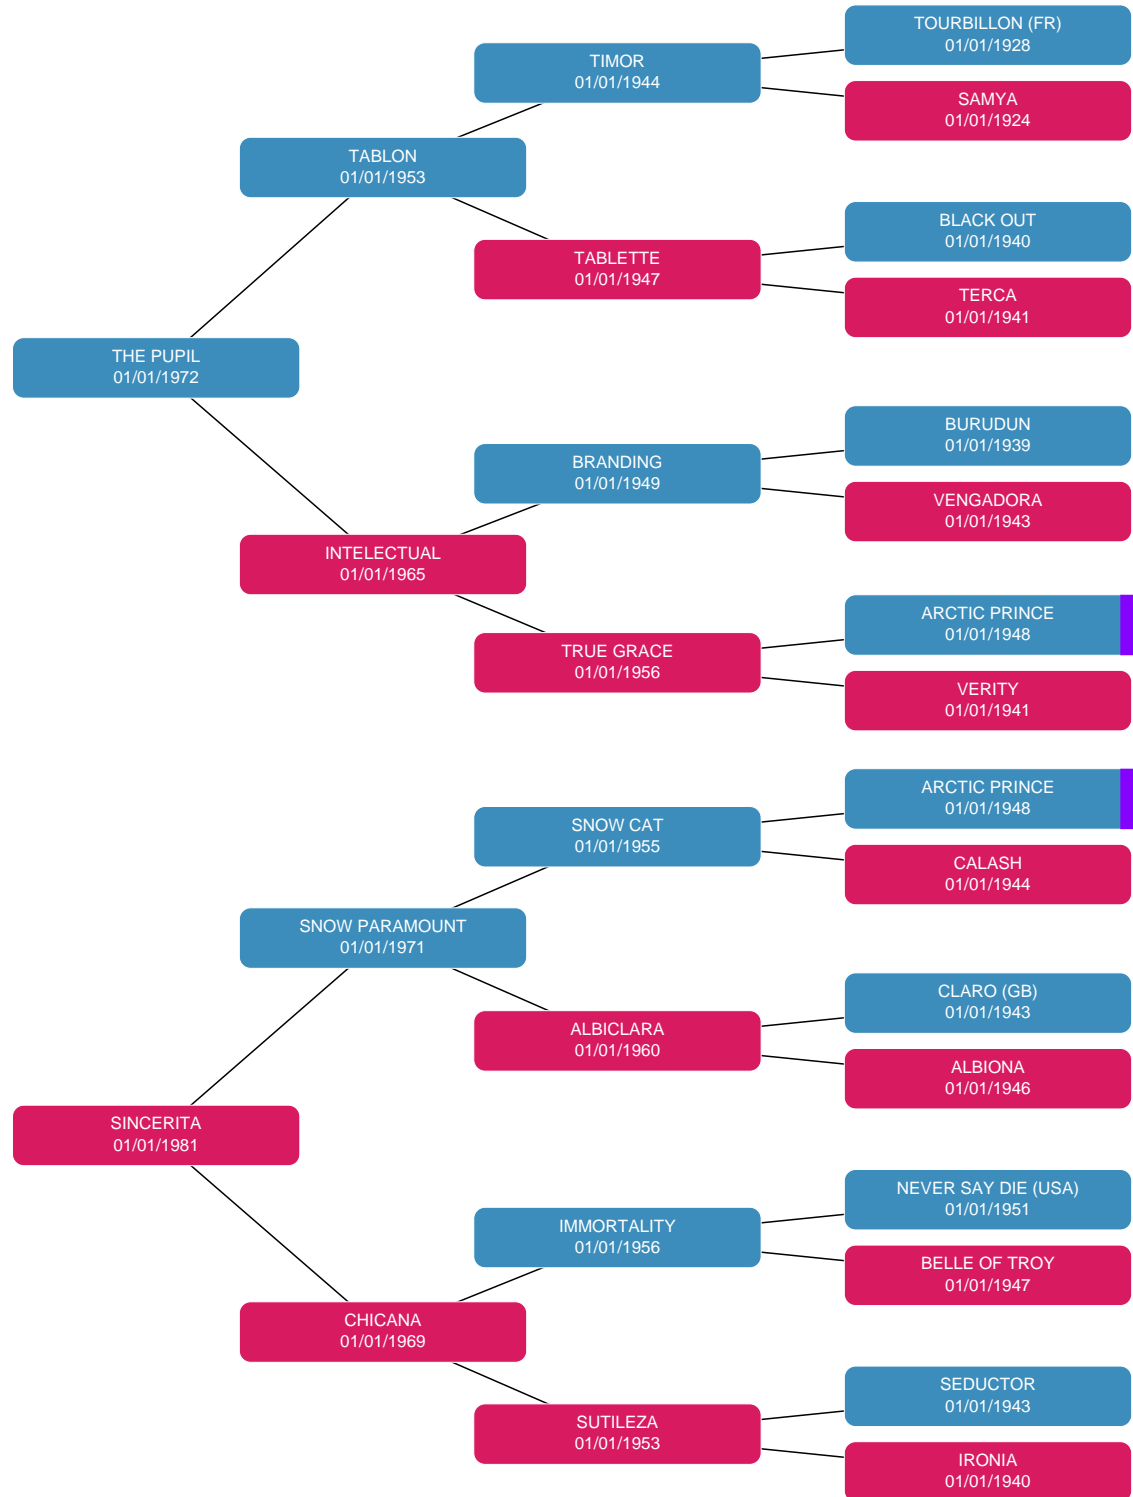 TOURBILLON (FR)
01/01/1928
TIMOR
01/01/1944
SAMYA
01/01/1924
TABLON
01/01/1953
BLACK OUT
01/01/1940
TABLETTE
01/01/1947
TERCA
01/01/1941
THE PUPIL
01/01/1972
BURUDUN
01/01/1939
BRANDING
01/01/1949
VENGADORA
01/01/1943
INTELECTUAL
01/01/1965
ARCTIC PRINCE
01/01/1948
TRUE GRACE
01/01/1956
VERITY
01/01/1941
ARCTIC PRINCE
01/01/1948
SNOW CAT
01/01/1955
CALASH
01/01/1944
SNOW PARAMOUNT
01/01/1971
CLARO (GB)
01/01/1943
ALBICLARA
01/01/1960
ALBIONA
01/01/1946
SINCERITA
01/01/1981
NEVER SAY DIE (USA)
01/01/1951
IMMORTALITY
01/01/1956
BELLE OF TROY
01/01/1947
CHICANA
01/01/1969
SEDUCTOR
01/01/1943
SUTILEZA
01/01/1953
IRONIA
01/01/1940